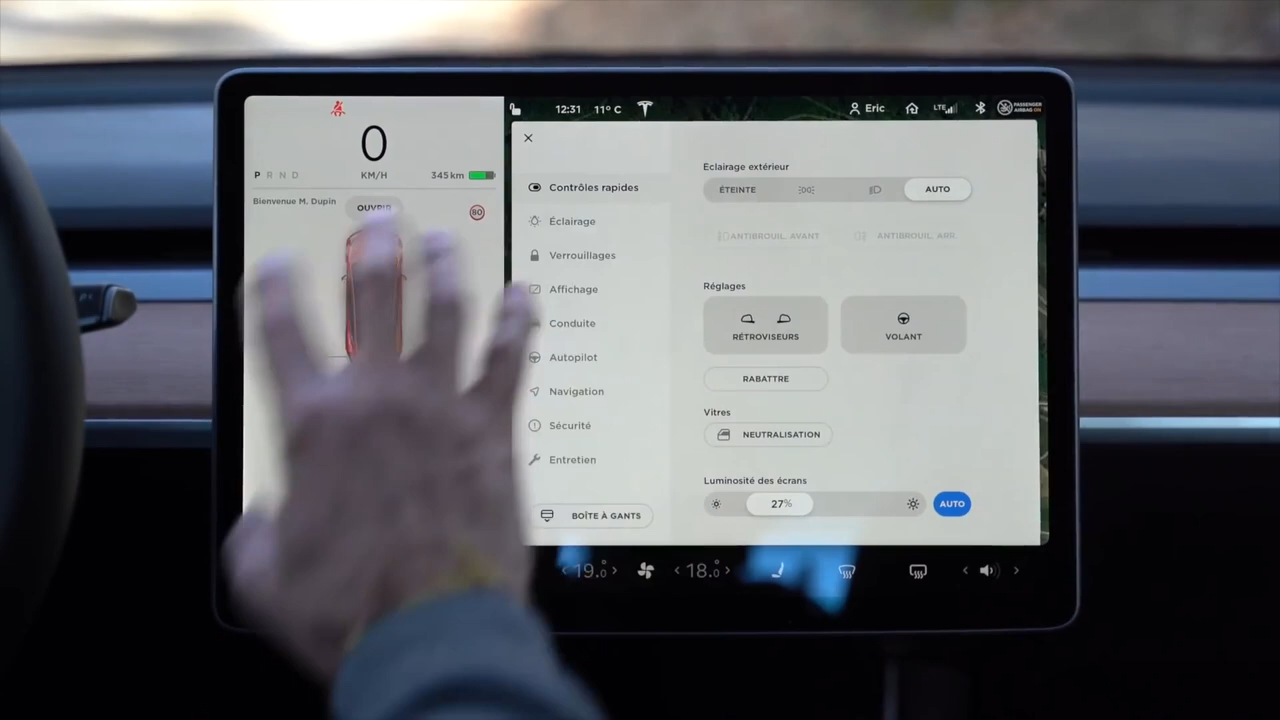 12:31 11° C
Eric
LTE
PASSENGER
AIRBAG ON
0
KM/H
P R N D
345 km
Bienvenue M. Dupin
OUVRIR
80
Contrôles rapides
Éclairage
Verrouillages
Affichage
Conduite
Autopilot
Navigation
Sécurité
Entretien
BOÎTE À GANTS
Eclairage extérieur
ÉTEINTE
AUTO
ANTIBROUIL. AVANT
ANTIBROUIL. ARR.
Réglages
RÉTROVISEURS
VOLANT
RABATTRE
Vitres
NEUTRALISATION
Luminosité des écrans
27%
AUTO
19.0
18.0